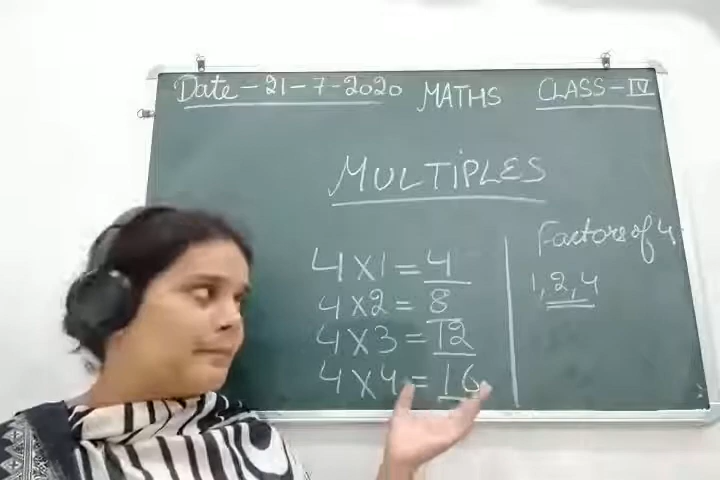 Date - 21-7-2020 MATHS CLASS-IV
MULTIPLES
4 X 1 = 4
4 X 2 = 8
4 X 3 = 12
4 X 4 = 16
Factors of 4
1, 2, 4